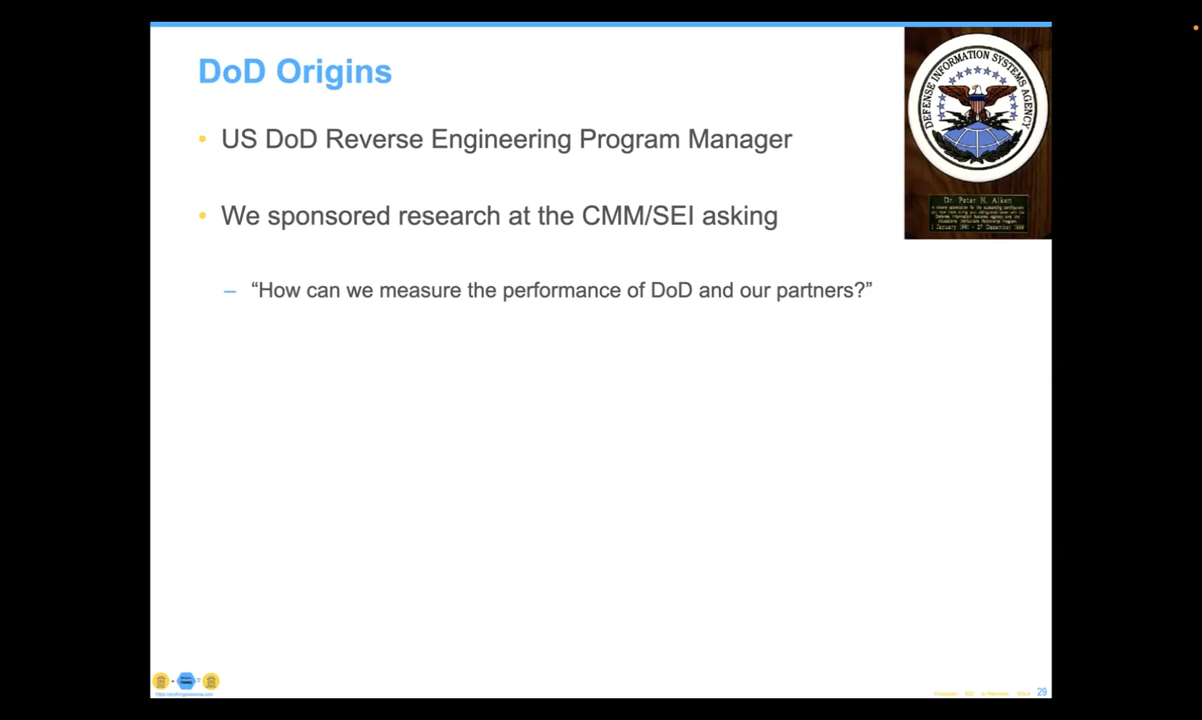 DoD Origins
• US DoD Reverse Engineering Program Manager
• We sponsored research at the CMM/SEI asking
– “How can we measure the performance of DoD and our partners?”
DEFENSE INFORMATION SYSTEMS AGENCY
Dr. Peter H. Aiken
29